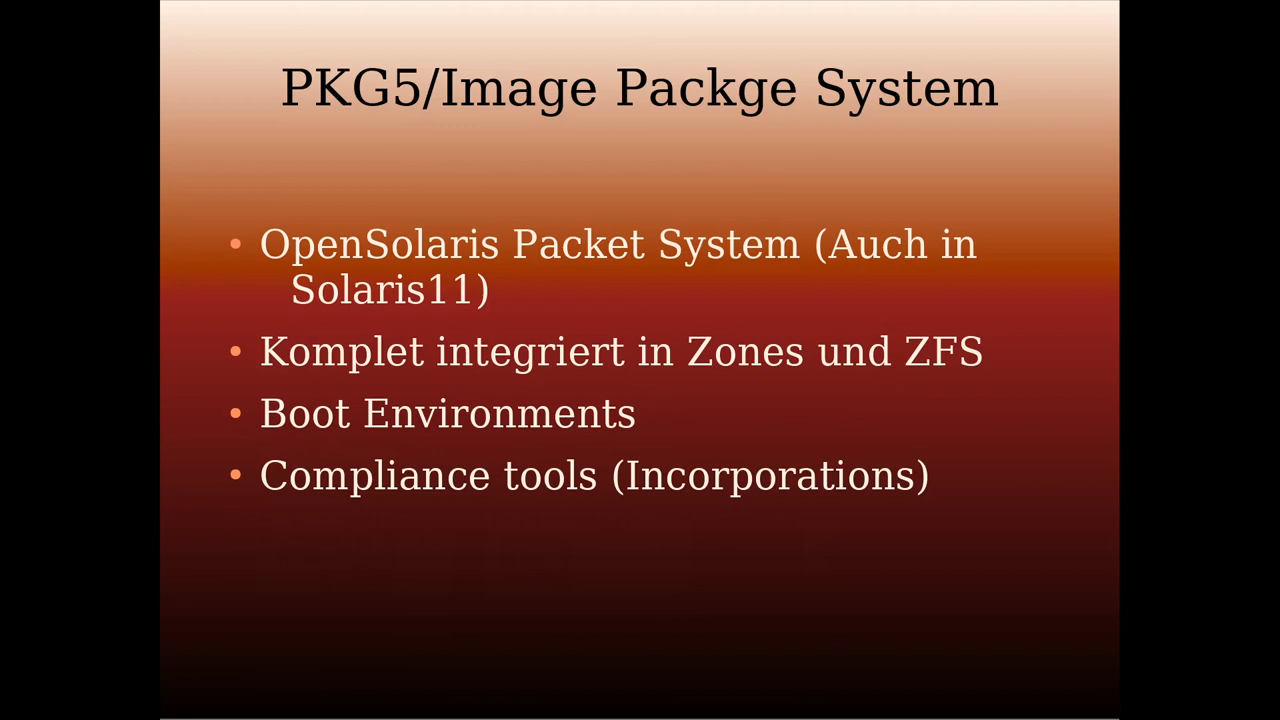 PKG5/Image Packge System
• OpenSolaris Packet System (Auch in
Solaris11)
• Komplet integriert in Zones und ZFS
• Boot Environments
• Compliance tools (Incorporations)